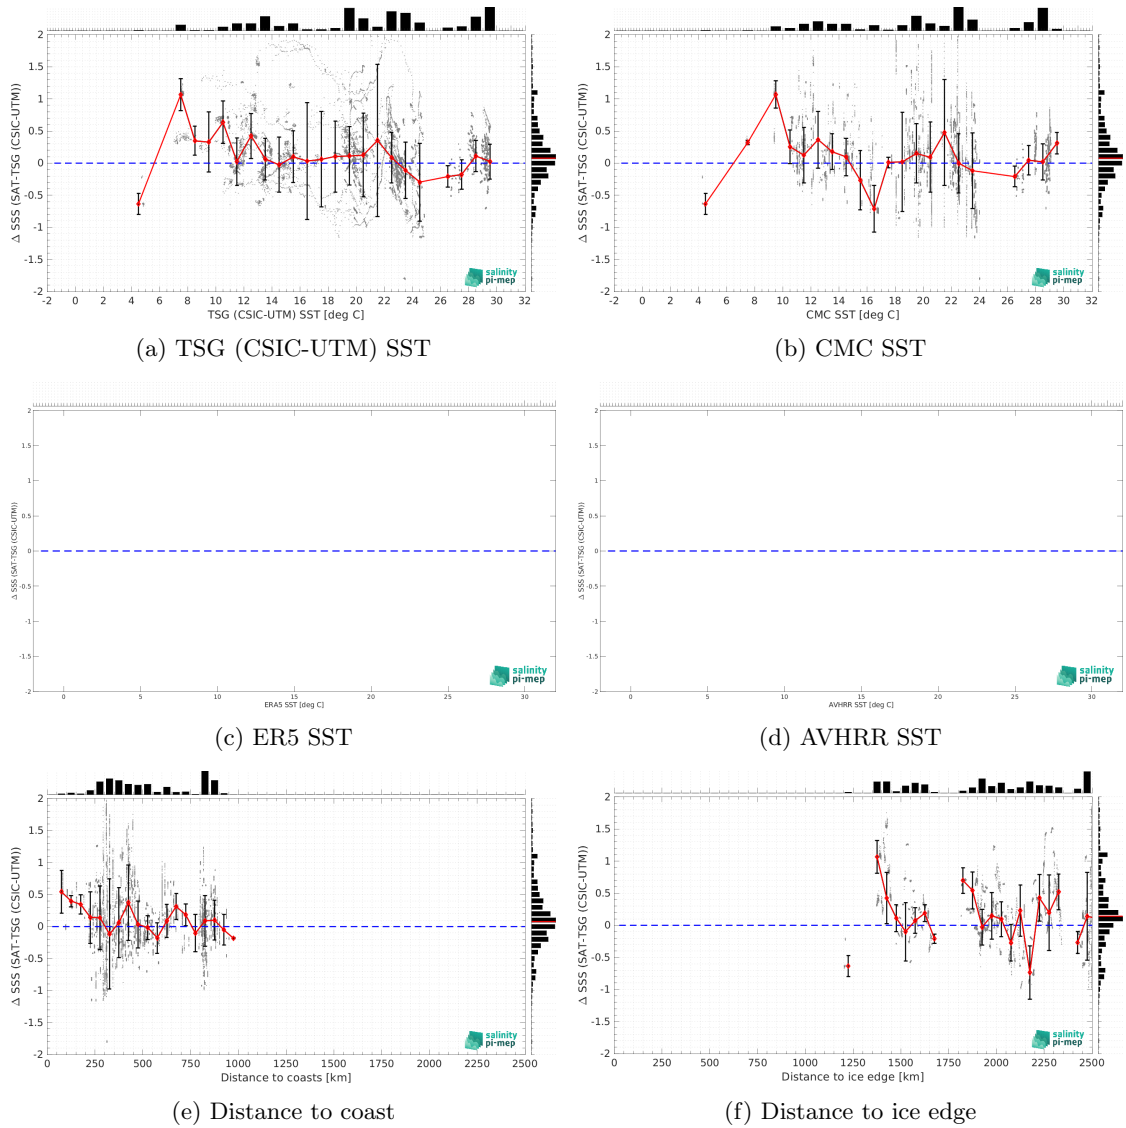 2
1.5
1
0.5
0
-0.5
-1
-1.5
-2
Δ SSS (SAT-TSG (CSIC-UTM))
salinity
pi-mep
-2 0 2 4 6 8 10 12 14 16 18 20 22 24 26 28 30 32
TSG (CSIC-UTM) SST [deg C]
(a) TSG (CSIC-UTM) SST
2
1.5
1
0.5
0
-0.5
-1
-1.5
-2
Δ SSS (SAT-TSG (CSIC-UTM))
salinity
pi-mep
-2 0 2 4 6 8 10 12 14 16 18 20 22 24 26 28 30 32
CMC SST [deg C]
(b) CMC SST
2
1.5
1
0.5
0
-0.5
-1
-1.5
-2
Δ SSS (SAT-TSG (CSIC-UTM))
salinity
pi-mep
0 5 10 15 20 25 30
ERA5 SST [deg C]
(c) ER5 SST
2
1.5
1
0.5
0
-0.5
-1
-1.5
-2
Δ SSS (SAT-TSG (CSIC-UTM))
salinity
pi-mep
0 5 10 15 20 25 30
AVHRR SST [deg C]
(d) AVHRR SST
2
1.5
1
0.5
0
-0.5
-1
-1.5
-2
Δ SSS (SAT-TSG (CSIC-UTM))
salinity
pi-mep
0 250 500 750 1000 1250 1500 1750 2000 2250 2500
Distance to coasts [km]
(e) Distance to coast
2
1.5
1
0.5
0
-0.5
-1
-1.5
-2
Δ SSS (SAT-TSG (CSIC-UTM))
salinity
pi-mep
0 250 500 750 1000 1250 1500 1750 2000 2250 2500
Distance to ice edge [km]
(f) Distance to ice edge